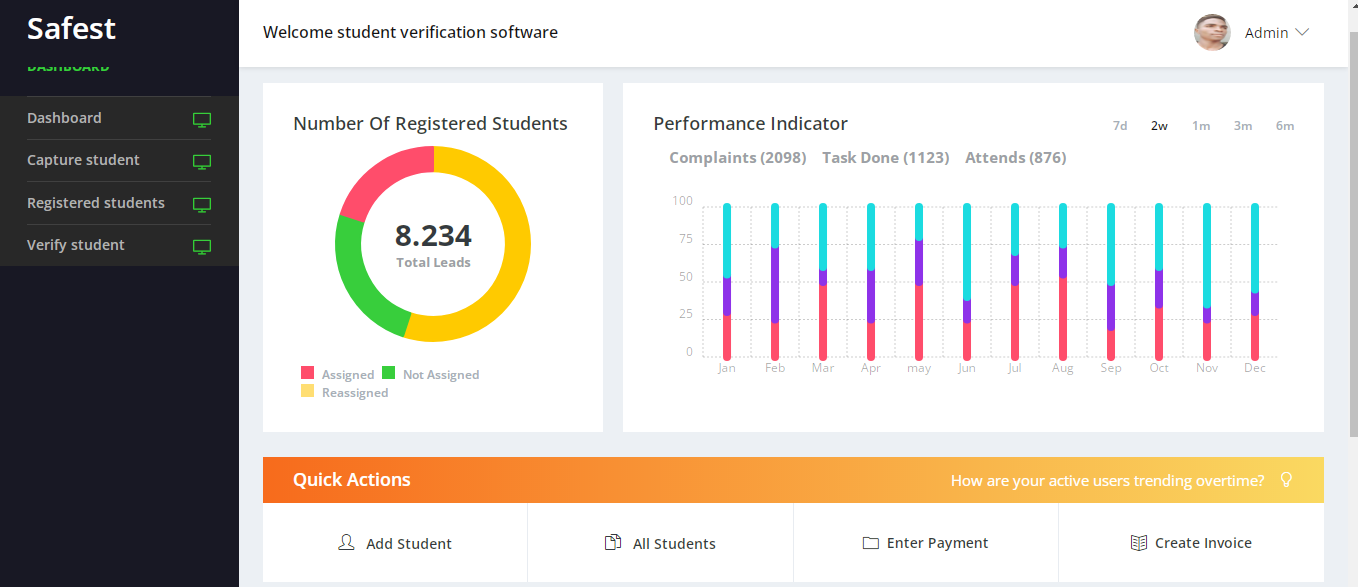 Safest
DASHBOARD
Dashboard
Capture student
Registered students
Verify student
Welcome student verification software
Admin
Number Of Registered Students
8.234
Total Leads
Assigned Not Assigned
Reassigned
Performance Indicator
7d 2w 1m 3m 6m
Complaints (2098) Task Done (1123) Attends (876)
100
75
50
25
0
Jan Feb Mar Apr may Jun Jul Aug Sep Oct Nov Dec
Quick Actions
How are your active users trending overtime?
Add Student
All Students
Enter Payment
Create Invoice